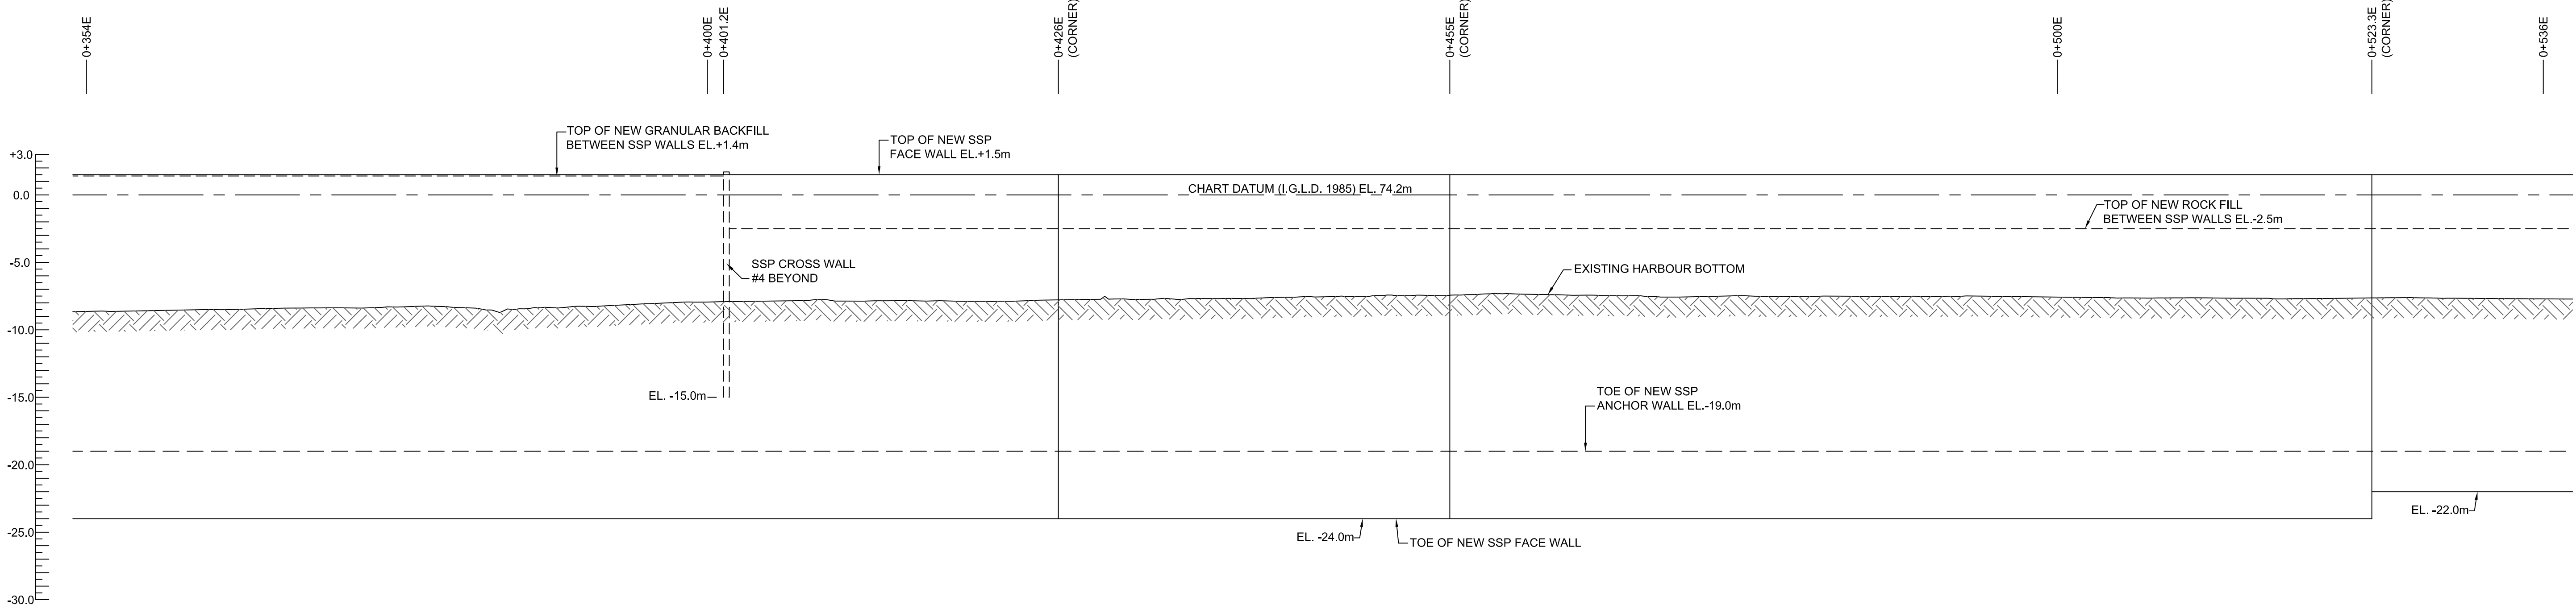 0+354E
0+400E
0+401.2E
0+426E
(CORNER)
0+455E
(CORNER)
0+500E
0+523.3E
(CORNER)
0+536E
TOP OF NEW GRANULAR BACKFILL
BETWEEN SSP WALLS EL.+1.4m
TOP OF NEW SSP
FACE WALL EL.+1.5m
+3.0
0.0
-5.0
-10.0
-15.0
-20.0
-25.0
-30.0
CHART DATUM (I.G.L.D. 1985) EL. 74.2m
TOP OF NEW ROCK FILL
BETWEEN SSP WALLS EL.-2.5m
SSP CROSS WALL
#4 BEYOND
EXISTING HARBOUR BOTTOM
EL. -15.0m
TOE OF NEW SSP
ANCHOR WALL EL.-19.0m
EL. -22.0m
EL. -24.0m
TOE OF NEW SSP FACE WALL